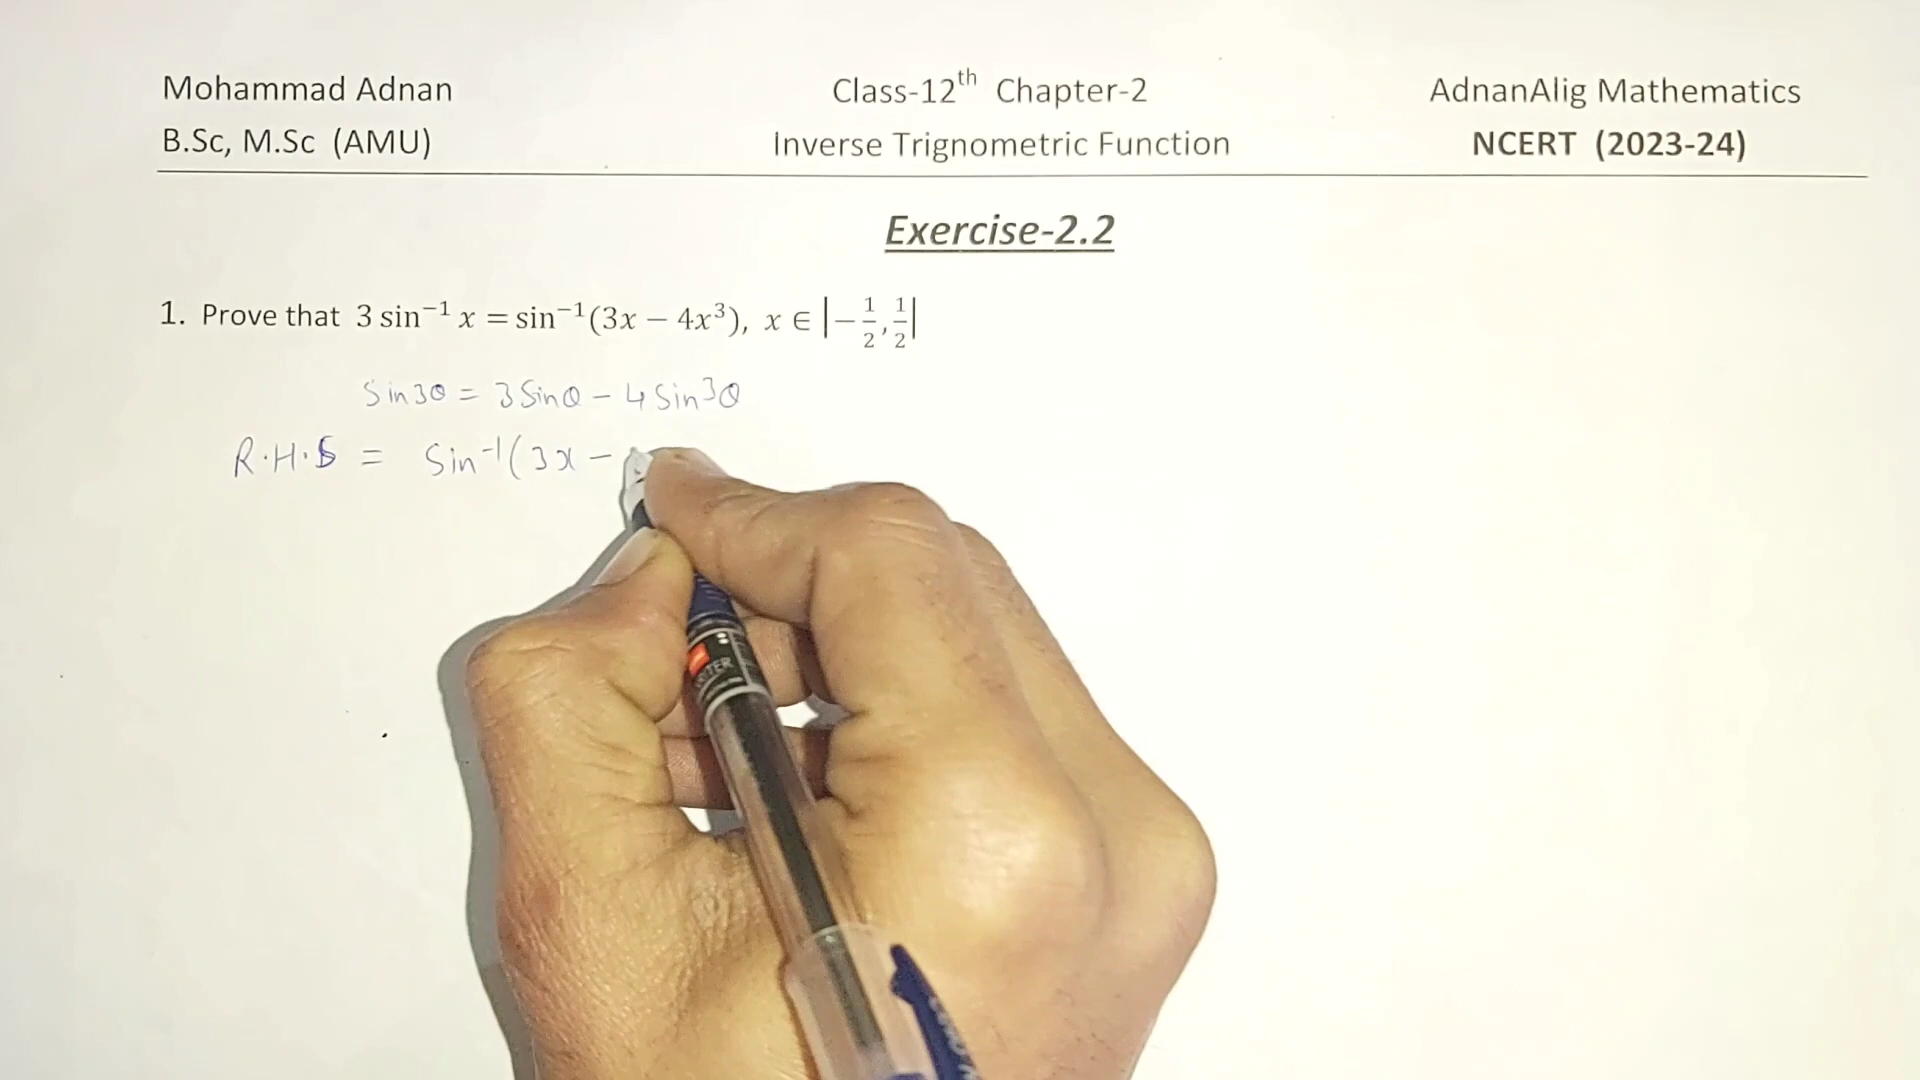 Mohammad Adnan
B.Sc, M.Sc (AMU)
Class-12th Chapter-2
Inverse Trignometric Function
AdnanAlig Mathematics
NCERT (2023-24)
Exercise-2.2
1. Prove that 3 sin⁻¹ x = sin⁻¹(3x − 4x³), x ∈ |−1/2, 1/2|
Sin3θ = 3Sinθ − 4Sin³θ
R.H.S = Sin⁻¹(3x −